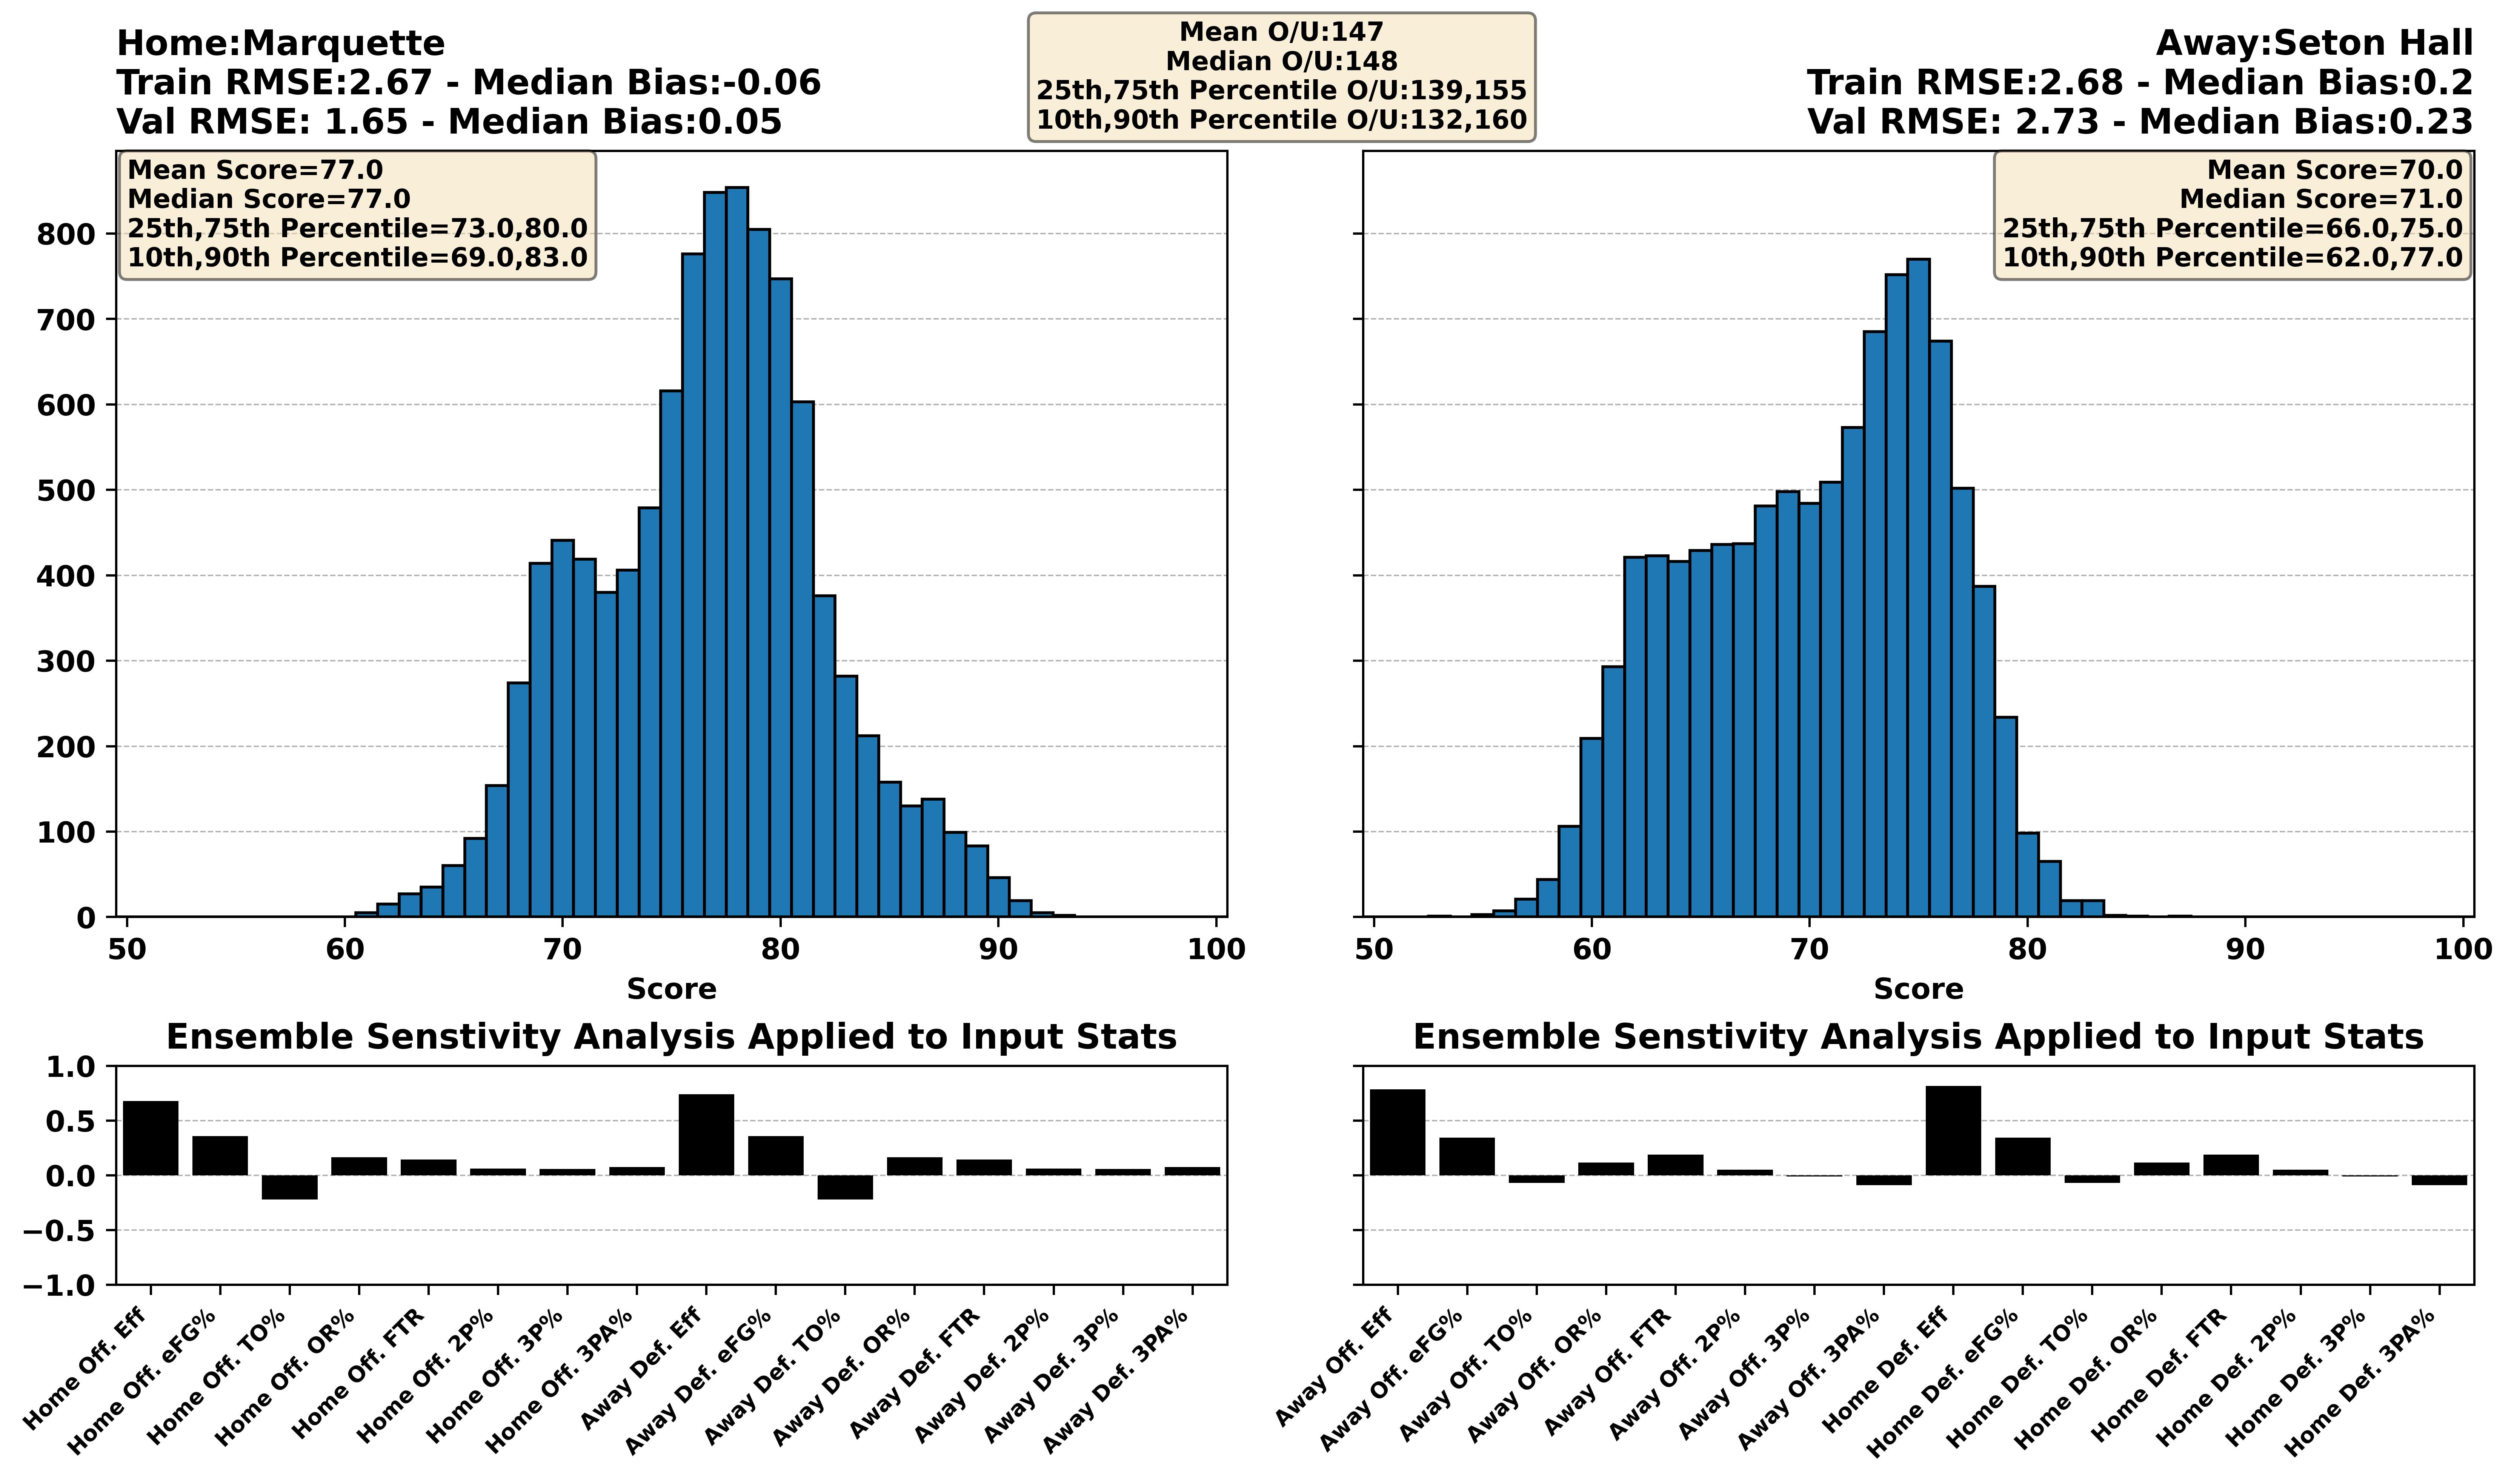 Mean O/U:147
Median O/U:148
25th,75th Percentile O/U:139,155
10th,90th Percentile O/U:132,160
Home:Marquette
Train RMSE:2.67 - Median Bias:-0.06
Val RMSE: 1.65 - Median Bias:0.05
Away:Seton Hall
Train RMSE:2.68 - Median Bias:0.2
Val RMSE: 2.73 - Median Bias:0.23
Mean Score=77.0
Median Score=77.0
25th,75th Percentile=73.0,80.0
10th,90th Percentile=69.0,83.0
800
700
600
500
400
300
200
100
0
50 60 70 80 90 100
Score
Mean Score=70.0
Median Score=71.0
25th,75th Percentile=66.0,75.0
10th,90th Percentile=62.0,77.0
50 60 70 80 90 100
Score
Ensemble Senstivity Analysis Applied to Input Stats
1.0
0.5
0.0
−0.5
−1.0
Home Off. Eff
Home Off. eFG%
Home Off. TO%
Home Off. OR%
Home Off. FTR
Home Off. 2P%
Home Off. 3P%
Home Off. 3PA%
Away Def. Eff
Away Def. eFG%
Away Def. TO%
Away Def. OR%
Away Def. FTR
Away Def. 2P%
Away Def. 3P%
Away Def. 3PA%
Ensemble Senstivity Analysis Applied to Input Stats
Away Off. Eff
Away Off. eFG%
Away Off. TO%
Away Off. OR%
Away Off. FTR
Away Off. 2P%
Away Off. 3P%
Away Off. 3PA%
Home Def. Eff
Home Def. eFG%
Home Def. TO%
Home Def. OR%
Home Def. FTR
Home Def. 2P%
Home Def. 3P%
Home Def. 3PA%